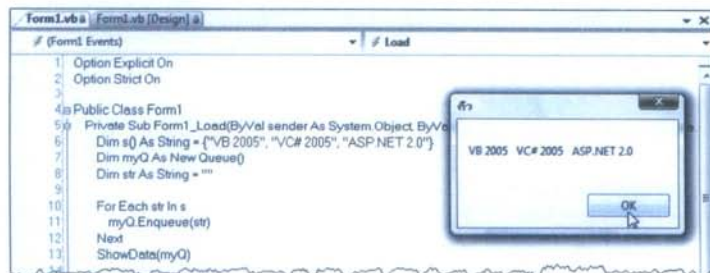 Form1.vb Form1.vb [Design]
(Form1 Events) Load
1 Option Explicit On
2 Option Strict On
3
4 Public Class Form1
5 Private Sub Form1_Load(ByVal sender As System.Object, ByVa
6 Dim s() As String = {"VB 2005", "VC# 2005", "ASP.NET 2.0"}
7 Dim myQ As New Queue()
8 Dim str As String = ""
9
10 For Each str In s
11 myQ.Enqueue(str)
12 Next
13 ShowData(myQ)
คิว
VB 2005 VC# 2005 ASP.NET 2.0
OK